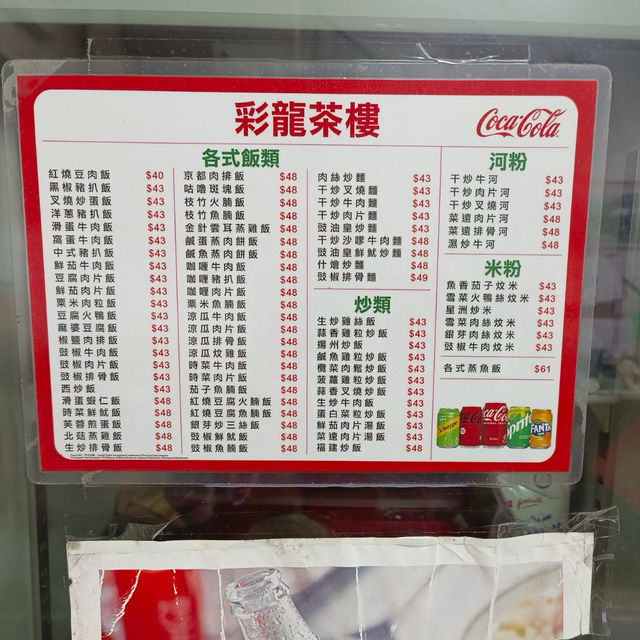 彩龍茶樓
Coca-Cola
各式飯類
紅燒豆肉飯 $40
黑椒豬扒飯 $43
叉燒炒蛋飯 $43
洋蔥豬扒飯 $43
滑蛋牛肉飯 $43
窩蛋牛肉飯 $43
中式豬扒飯 $43
鮮茄牛肉飯 $43
豆腐肉片飯 $43
鮮茄肉片飯 $43
粟米肉粒飯 $43
豆腐火鴨飯 $43
麻婆豆腐飯 $43
椒鹽肉排飯 $43
豉椒牛肉飯 $43
豉椒肉片飯 $43
豉椒排骨飯 $43
西炒飯 $43
滑蛋蝦仁飯 $48
時菜鮮魷飯 $48
芙蓉煎蛋飯 $48
北菇蒸雞飯 $48
生炒排骨飯 $48
京都肉排飯 $48
咕嚕斑塊飯 $48
枝竹火腩飯 $48
枝竹魚腩飯 $48
金針雲耳蒸雞飯 $48
鹹蛋蒸肉餅飯 $48
鹹魚蒸肉餅飯 $48
咖喱牛肉飯 $48
咖喱豬肉飯 $48
咖喱肉片飯 $48
粟米魚腩飯 $48
涼瓜牛肉飯 $48
涼瓜肉片飯 $48
涼瓜排骨飯 $48
涼瓜炆雞飯 $48
時菜牛肉飯 $48
時菜肉片飯 $48
茄子魚腩飯 $48
紅燒豆腐火腩飯 $48
紅燒豆腐魚腩飯 $48
銀芽炒三絲飯 $48
豉椒鮮魷飯 $48
豉椒魚腩飯 $48
肉絲炒麵 $43
干炒叉燒麵 $43
干炒牛肉麵 $43
干炒肉片麵 $43
豉油皇炒麵 $43
干炒沙嗲牛肉麵 $48
豉油皇鮮魷炒麵 $48
什燴炒麵 $48
豉椒排骨麵 $49
炒類
生炒雞絲飯 $43
蒜香雞粒炒飯 $43
揚州炒飯 $43
鹹魚雞粒炒飯 $43
欖菜肉鬆炒飯 $43
菠蘿雞粒炒飯 $43
蒜香叉燒炒飯 $43
生炒牛肉飯 $43
蛋白菜粒炒飯 $43
鮮茄肉片湯飯 $43
菜遠肉片湯飯 $43
福建炒飯 $48
河粉
干炒牛河 $43
干炒肉片河 $43
干炒叉燒河 $43
菜遠肉片河 $48
菜遠排骨河 $48
濕炒牛河 $48
米粉
魚香茄子炆米 $43
雪菜火鴨絲炆米 $43
星洲炒米 $43
雪菜肉絲炆米 $43
銀芽肉絲炆米 $43
豉椒牛肉炆米 $43
各式蒸魚飯 $61
Schweppes
Coca-Cola
Sprite
FANTA